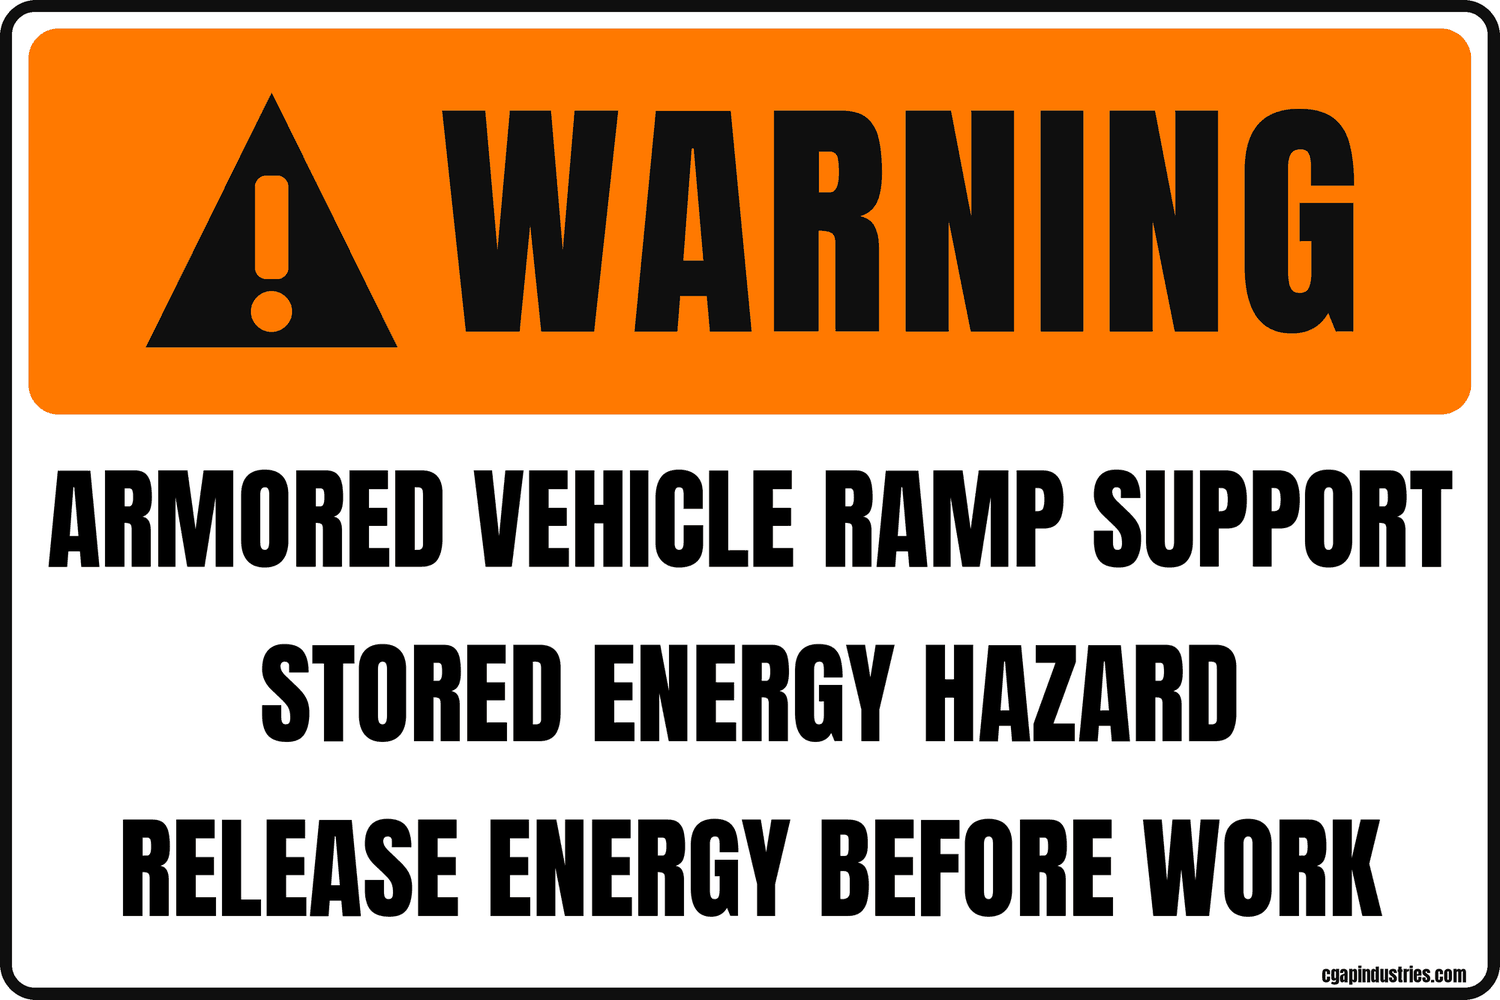 WARNING
ARMORED VEHICLE RAMP SUPPORT
STORED ENERGY HAZARD
RELEASE ENERGY BEFORE WORK
cgapindustries.com